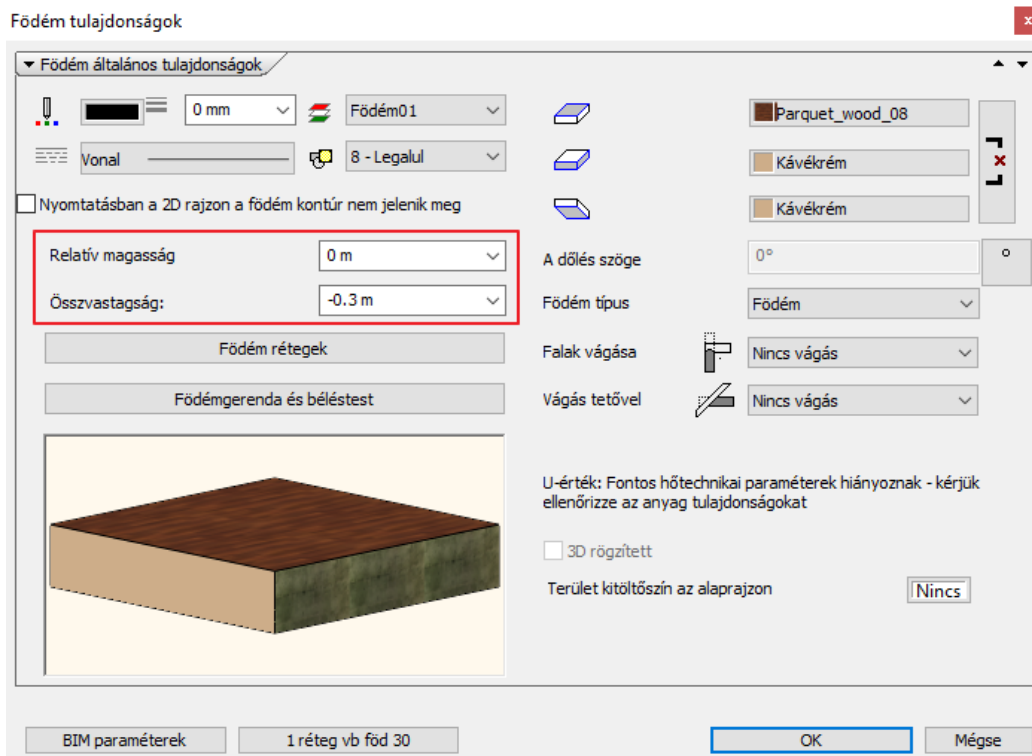 Födém tulajdonságok
x
Födém általános tulajdonságok
0 mm
Födém01
Parquet_wood_08
Vonal
8 - Legalul
Kávékrém
Nyomtatásban a 2D rajzon a födém kontúr nem jelenik meg
Kávékrém
Relatív magasság
0 m
A dőlés szöge
0°
Összvastagság:
-0.3 m
Födém típus
Födém
Födém rétegek
Falak vágása
Nincs vágás
Födémgerenda és béléstest
Vágás tetővel
Nincs vágás
U-érték: Fontos hőtechnikai paraméterek hiányoznak - kérjük
ellenőrizze az anyag tulajdonságokat
3D rögzített
Terület kitöltőszín az alaprajzon
Nincs
BIM paraméterek
1 réteg vb föd 30
OK
Mégse